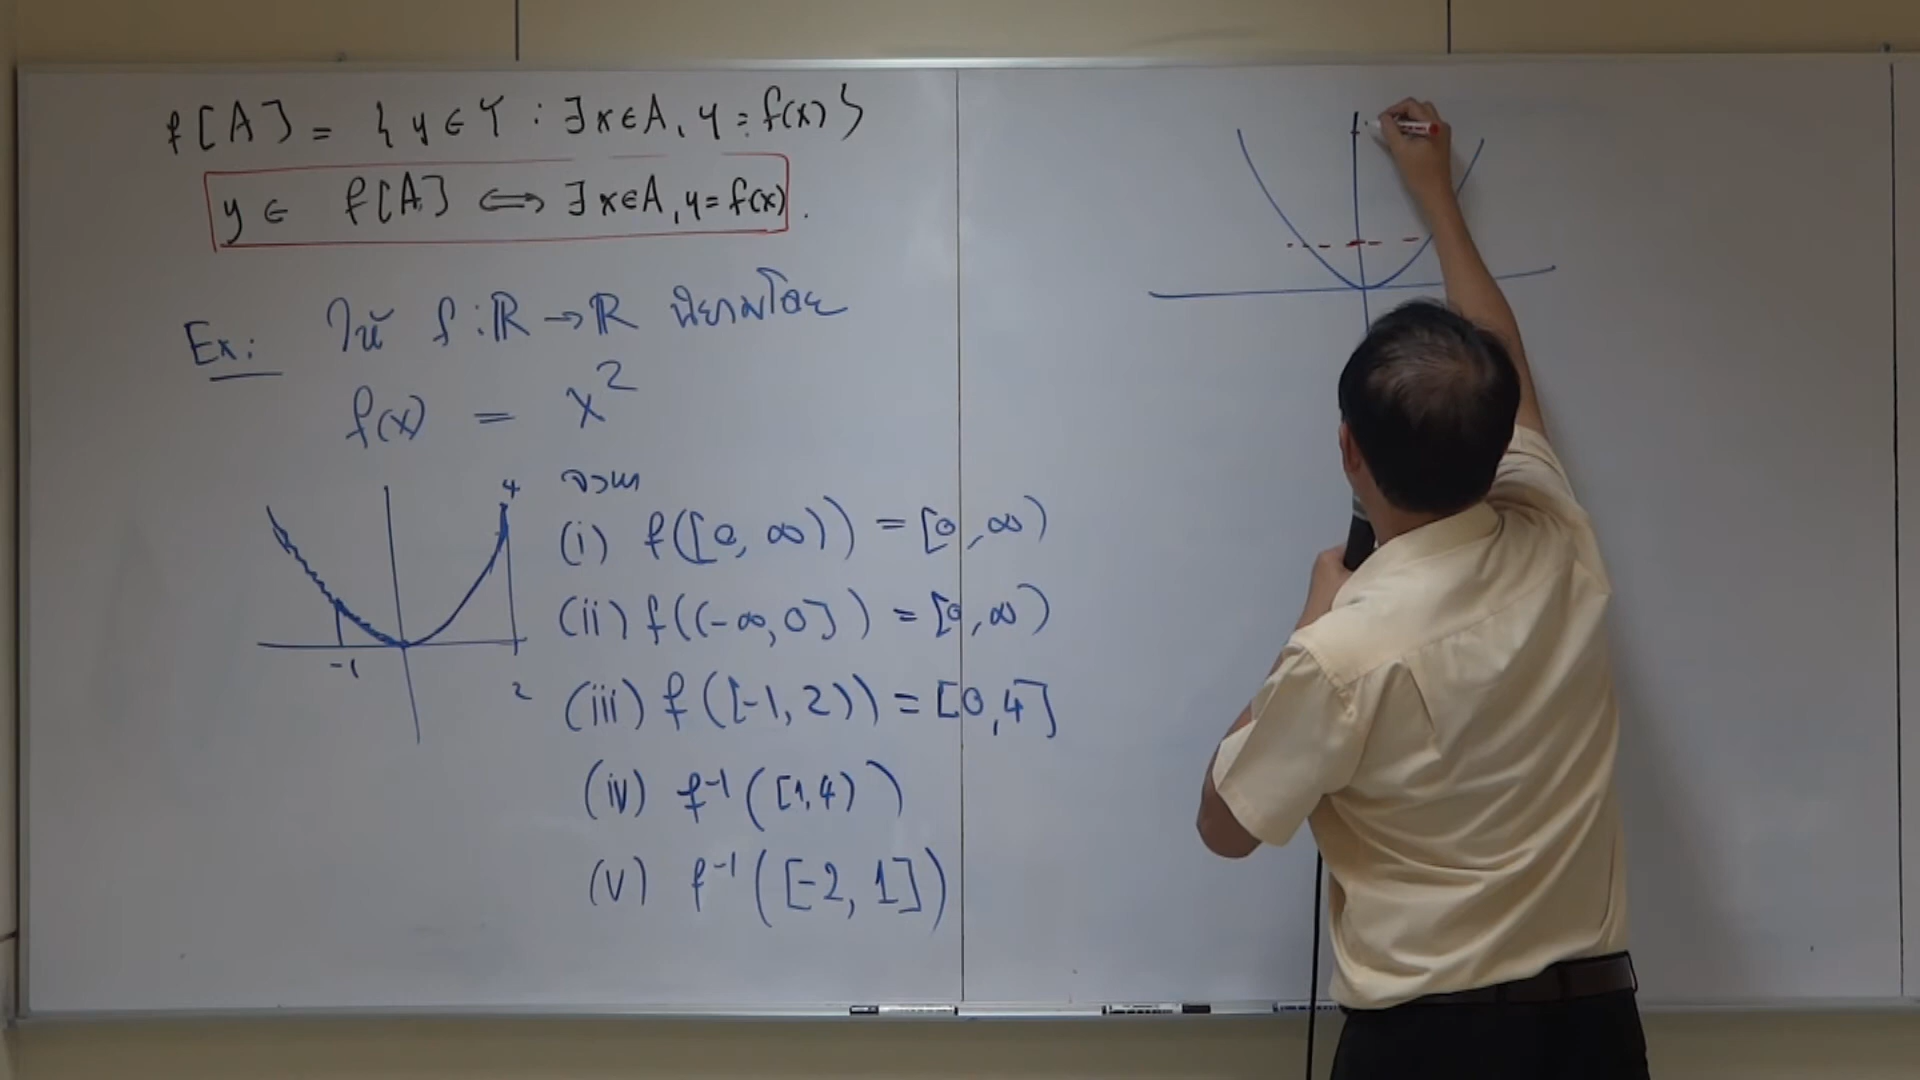 f[A] = { y ∈ Y : ∃ x ∈ A, y = f(x) }
y ∈ f[A] ⟺ ∃ x ∈ A, y = f(x).
Ex: ให้ f : ℝ → ℝ นิยามโดย
f(x) = x²
จงหา
(i) f([0, ∞)) = [0, ∞)
(ii) f((-∞, 0]) = [0, ∞)
(iii) f([-1, 2)) = [0, 4]
(iv) f⁻¹([1, 4))
(v) f⁻¹([-2, 1])
4
-1
2